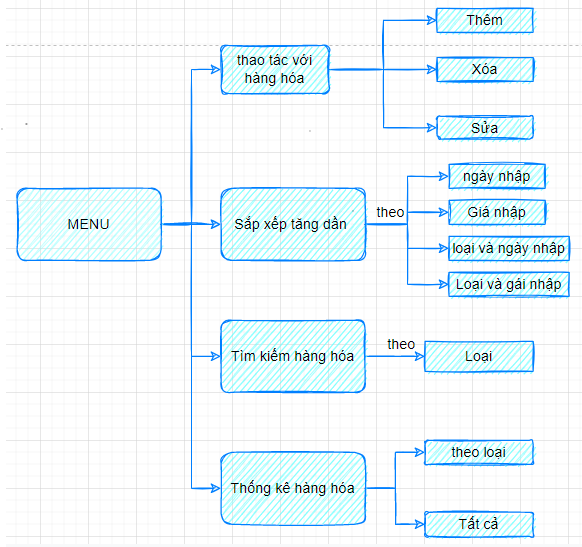 Thêm
thao tác với
hàng hóa
Xóa
Sửa
MENU
Sắp xếp tăng dần
theo
ngày nhập
Giá nhập
loại và ngày nhập
Loại và gái nhập
Tìm kiếm hàng hóa
theo
Loại
Thống kê hàng hóa
theo loại
Tất cả